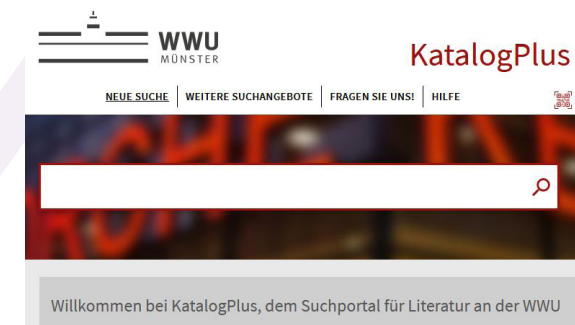 WWU
MÜNSTER
KatalogPlus
NEUE SUCHE WEITERE SUCHANGEBOTE FRAGEN SIE UNS! HILFE
Willkommen bei KatalogPlus, dem Suchportal für Literatur an der WWU